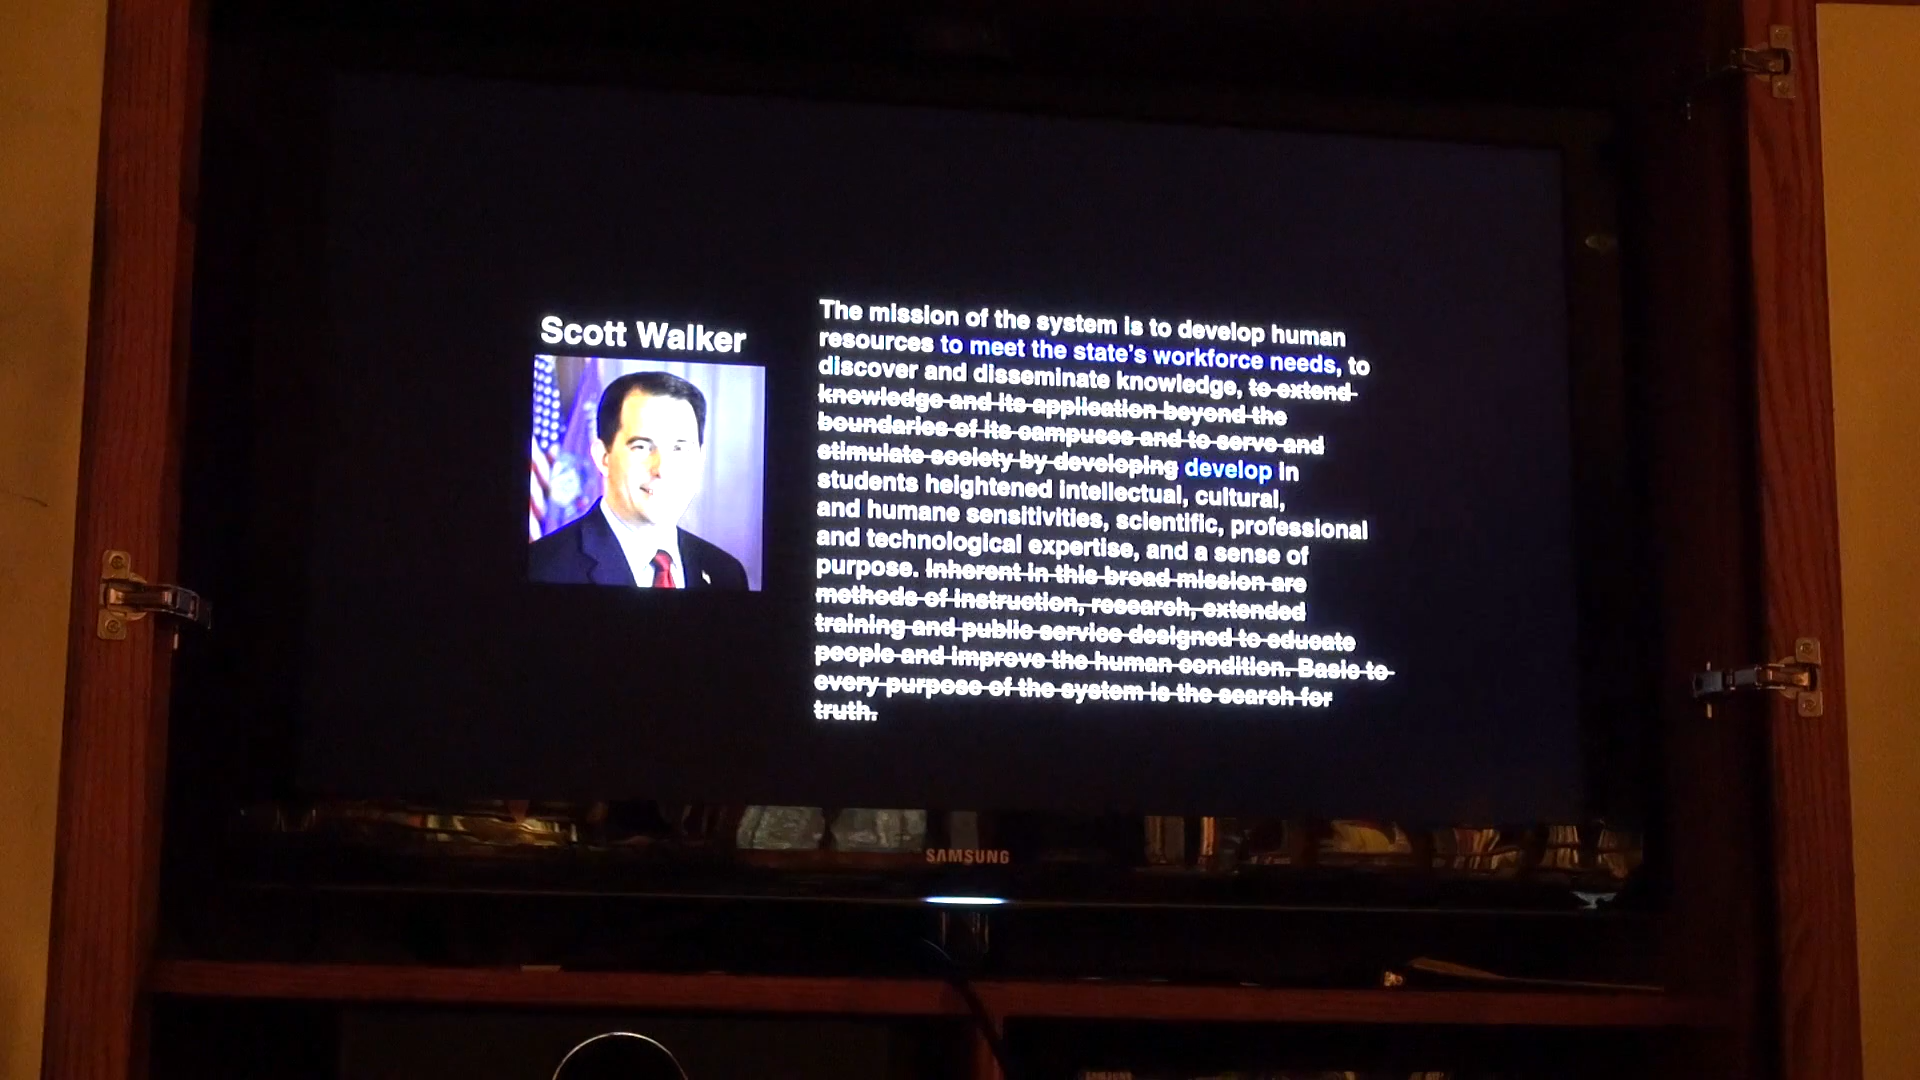 Scott Walker
The mission of the system is to develop human
resources to meet the state's workforce needs, to
discover and disseminate knowledge, to extend
knowledge and its application beyond the
boundaries of its campuses and to serve and
stimulate society by developing develop in
students heightened intellectual, cultural,
and humane sensitivities, scientific, professional
and technological expertise, and a sense of
purpose. Inherent in this broad mission are
methods of instruction, research, extended
training and public service designed to educate
people and improve the human condition. Basic to
every purpose of the system is the search for
truth.
SAMSUNG